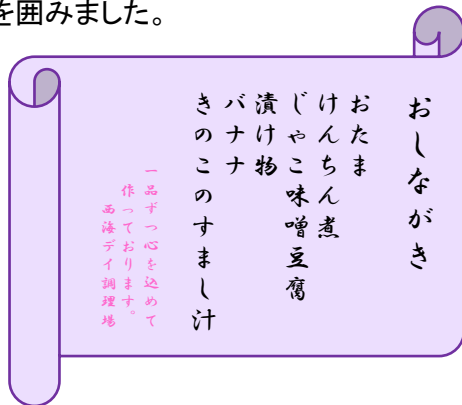 を囲みました。
おしながき
おたま
けんちん煮
じゃこ味噌豆腐
漬け物
バナナ
きのこのすまし汁
一品ずつ心を込めて
作っております。
西海デイ調理場